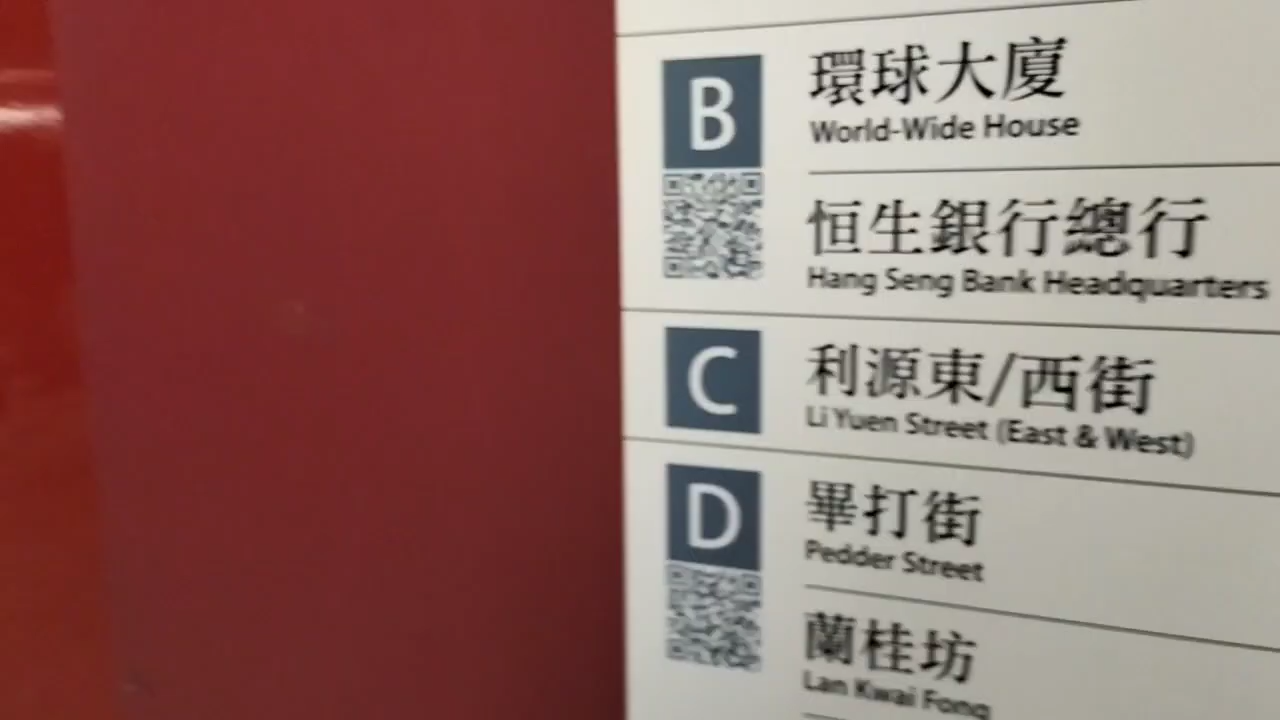 B
環球大廈
World-Wide House
恒生銀行總行
Hang Seng Bank Headquarters
C
利源東/西街
Li Yuen Street (East & West)
D
畢打街
Pedder Street
蘭桂坊
Lan Kwai Fong